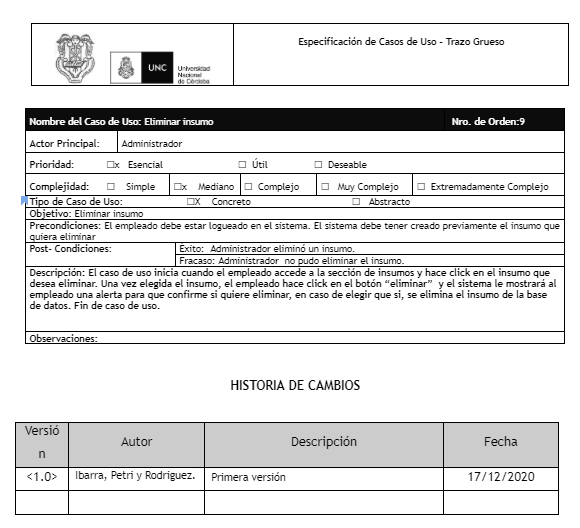 UNC
Universidad
Nacional
de Córdoba
Especificación de Casos de Uso - Trazo Grueso
Nombre del Caso de Uso: Eliminar insumo Nro. de Orden:9
Actor Principal: Administrador
Prioridad: ☐x Esencial ☐ Útil ☐ Deseable
Complejidad: ☐ Simple ☐x Mediano ☐ Complejo ☐ Muy Complejo ☐ Extremadamente Complejo
Tipo de Caso de Uso: ☐X Concreto ☐ Abstracto
Objetivo: Eliminar insumo
Precondiciones: El empleado debe estar logueado en el sistema. El sistema debe tener creado previamente el insumo que
quiera eliminar
Post- Condiciones: Éxito: Administrador eliminó un insumo.
Fracaso: Administrador no pudo eliminar el insumo.
Descripción: El caso de uso inicia cuando el empleado accede a la sección de insumos y hace click en el insumo que
desea eliminar. Una vez elegida el insumo, el empleado hace click en el botón “eliminar” y el sistema le mostrará al
empleado una alerta para que confirme si quiere eliminar, en caso de elegir que si, se elimina el insumo de la base
de datos. Fin de caso de uso.
Observaciones:
HISTORIA DE CAMBIOS
Versió
n Autor Descripción Fecha
<1.0> Ibarra, Petri y Rodriguez. Primera versión 17/12/2020